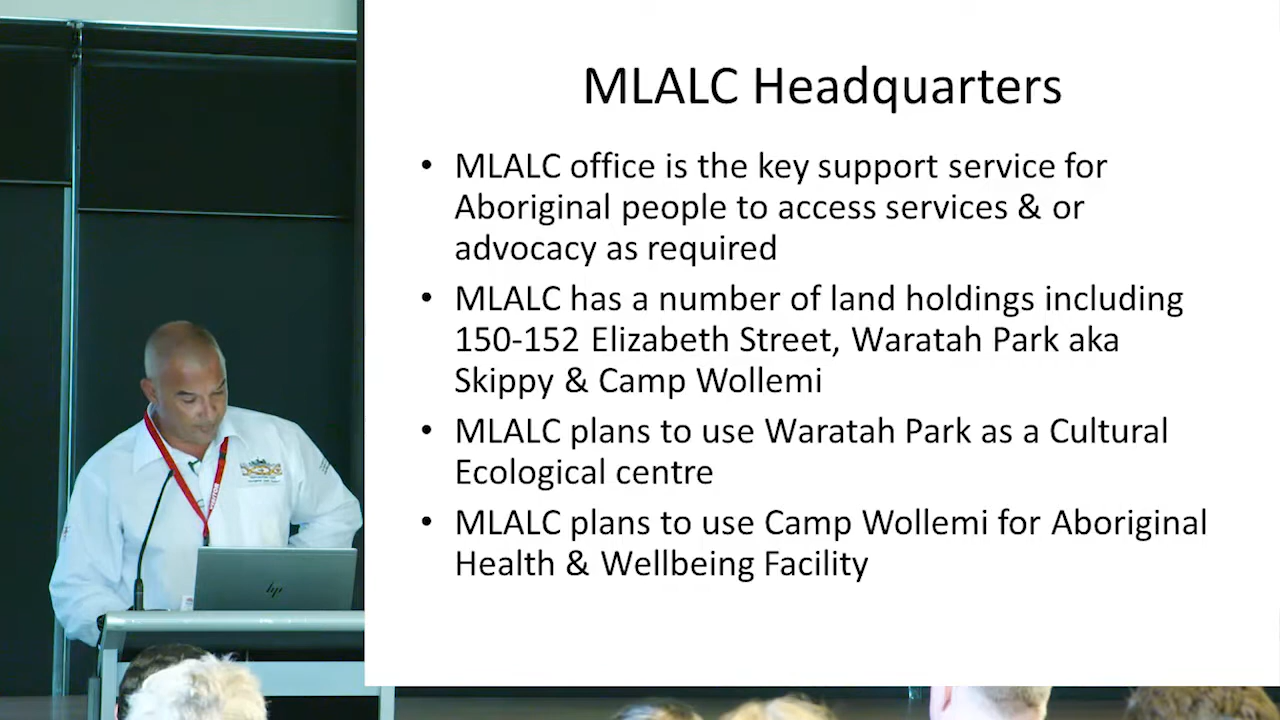 MLALC Headquarters
• MLALC office is the key support service for
Aboriginal people to access services & or
advocacy as required
• MLALC has a number of land holdings including
150-152 Elizabeth Street, Waratah Park aka
Skippy & Camp Wollemi
• MLALC plans to use Waratah Park as a Cultural
Ecological centre
• MLALC plans to use Camp Wollemi for Aboriginal
Health & Wellbeing Facility
VISITOR
hp